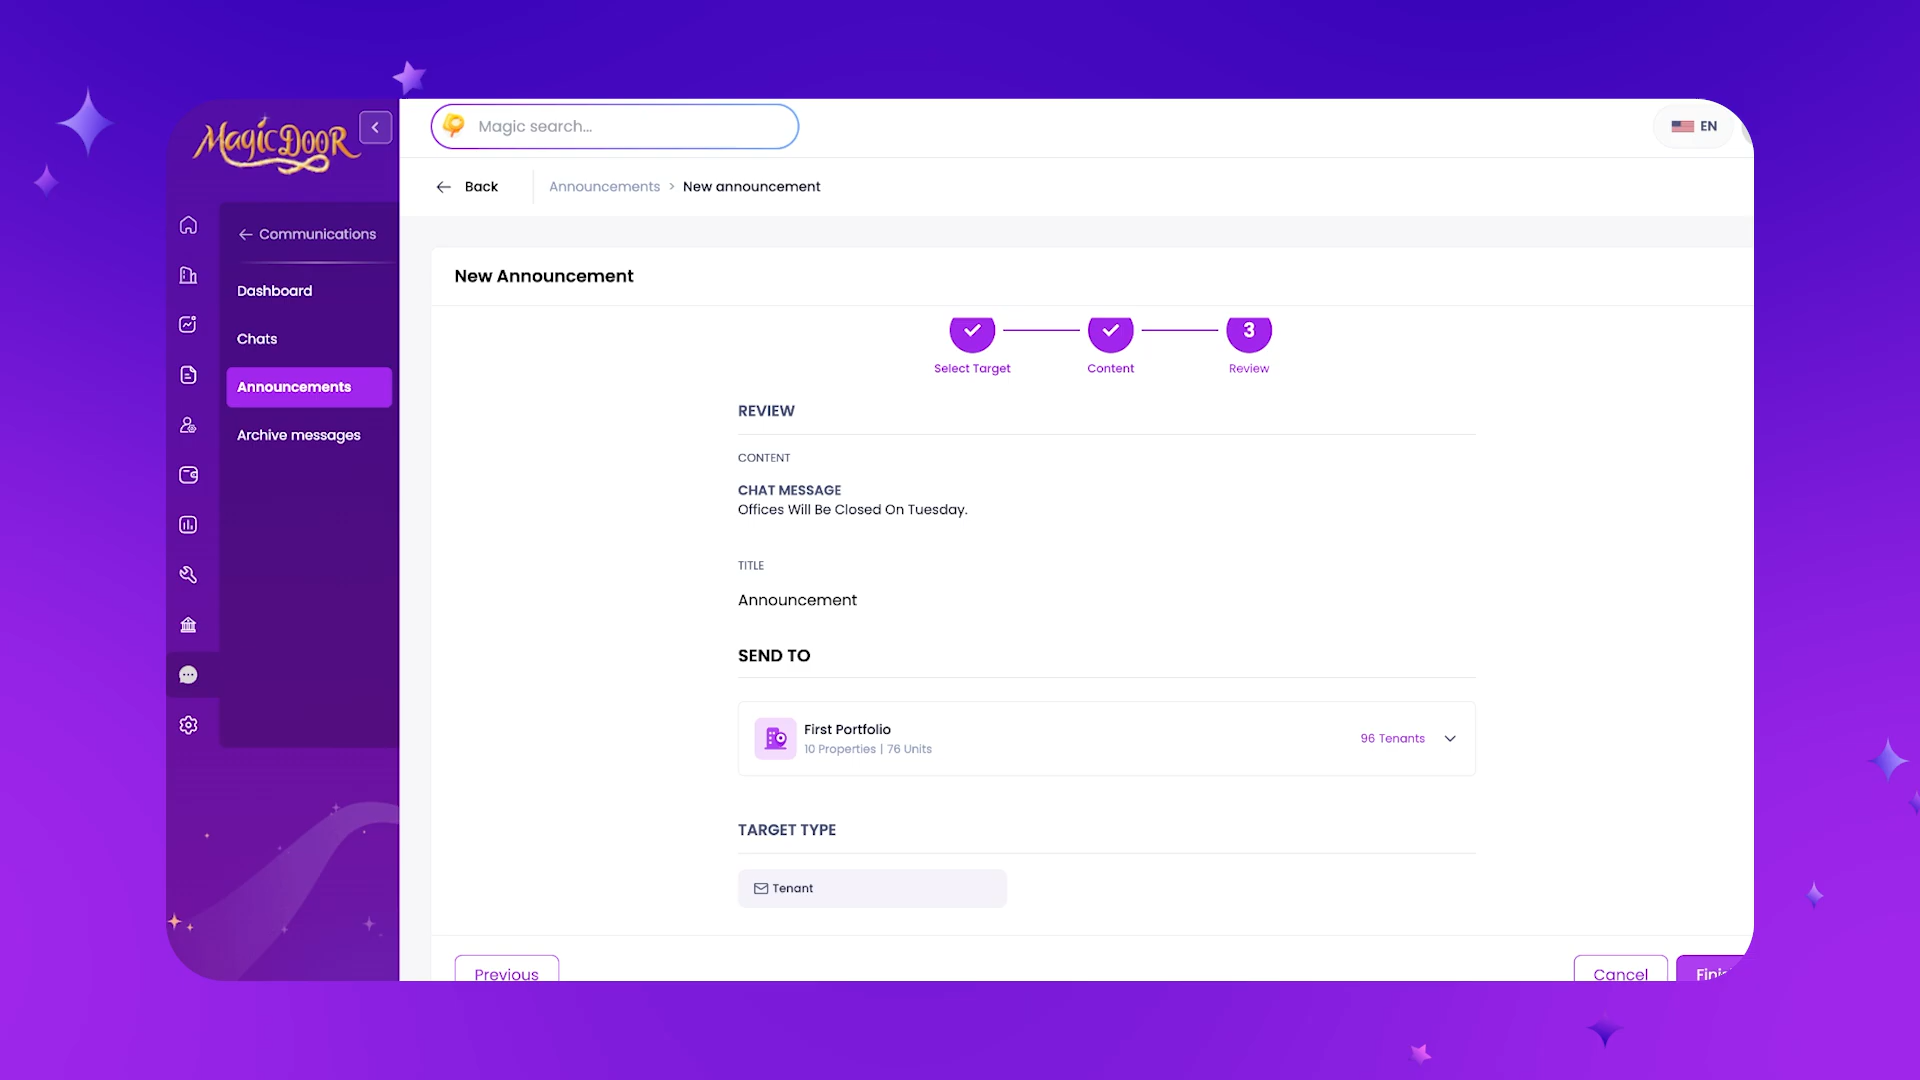 MagicDOOR
Magic search...
EN
Back
Announcements > New announcement
Communications
Dashboard
Chats
Announcements
Archive messages
New Announcement
3
Select Target
Content
Review
REVIEW
CONTENT
CHAT MESSAGE
Offices Will Be Closed On Tuesday.
TITLE
Announcement
SEND TO
First Portfolio
10 Properties | 76 Units
96 Tenants
TARGET TYPE
Tenant
Previous
Cancel